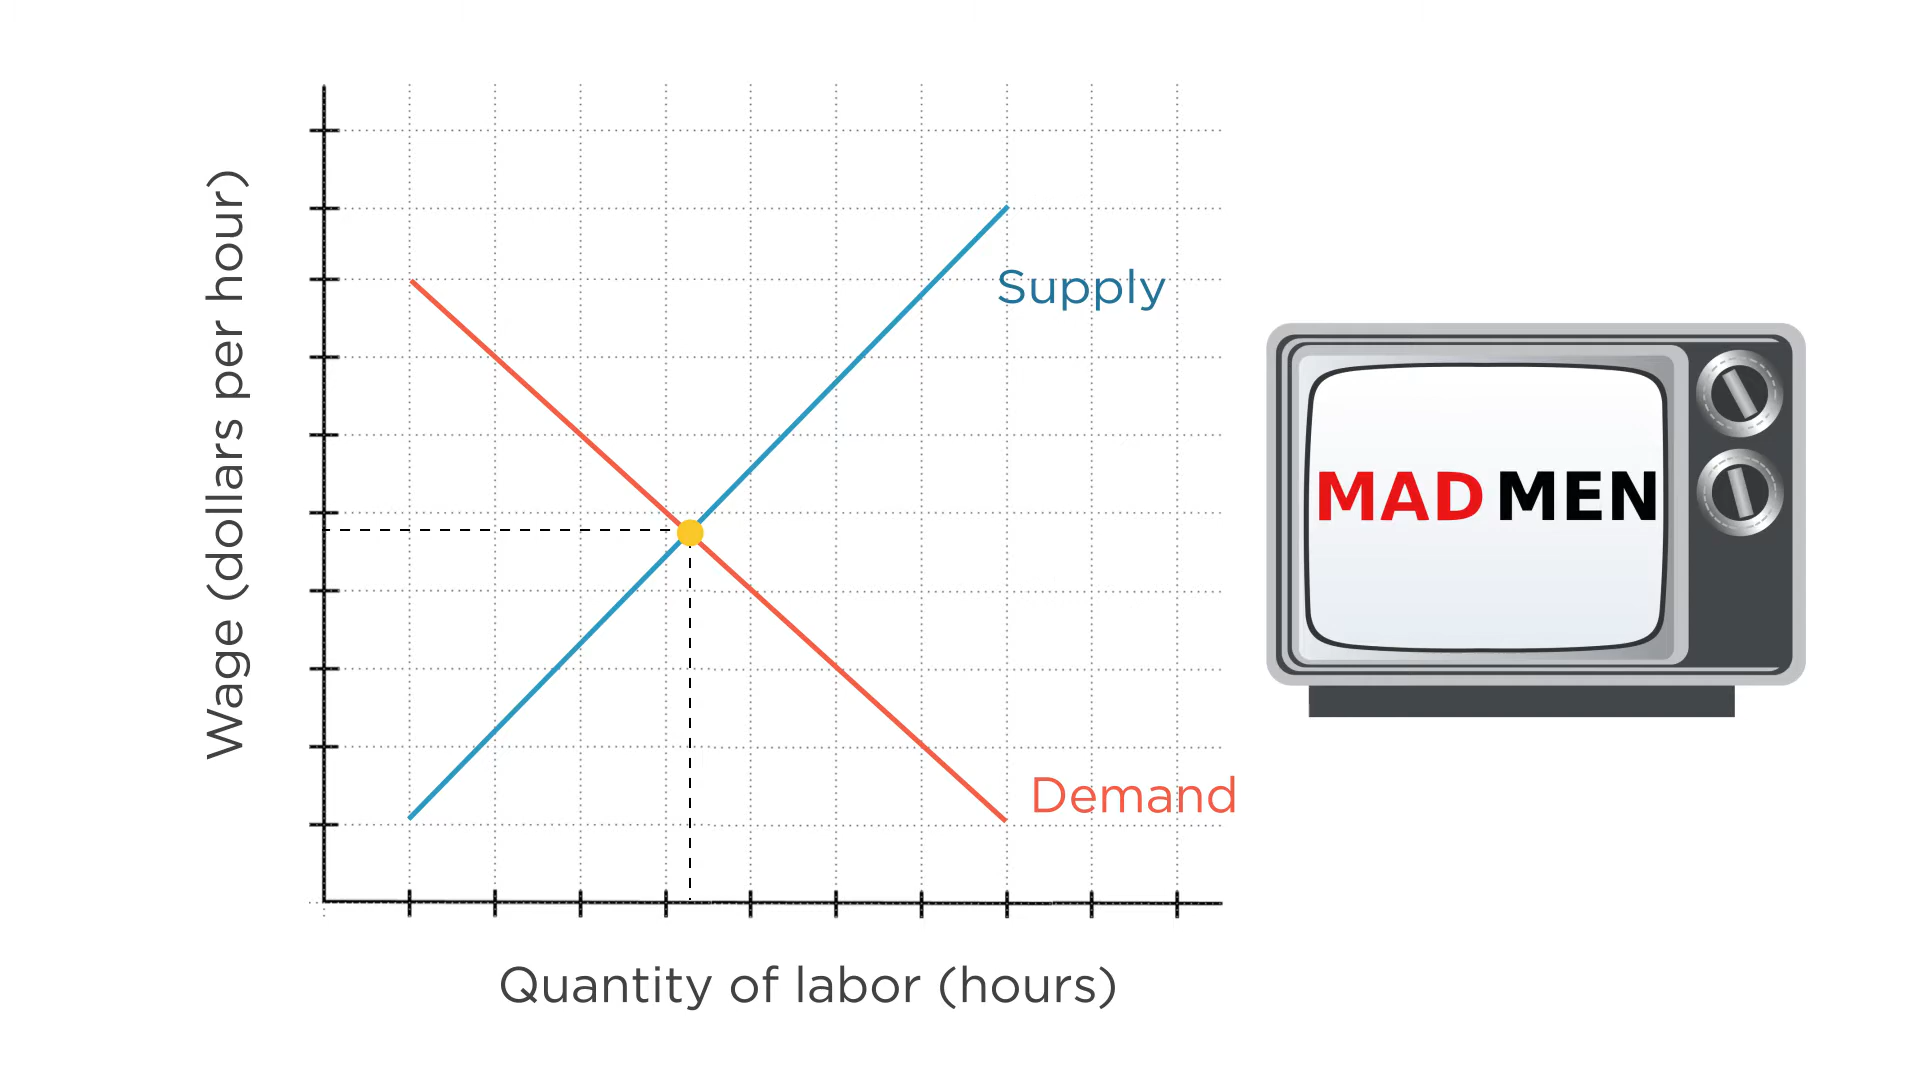 Wage (dollars per hour)
Supply
MAD MEN
Demand
Quantity of labor (hours)